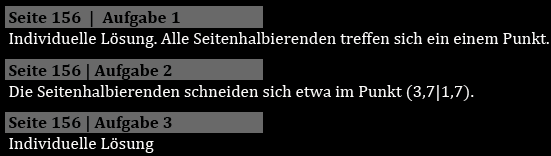 Seite 156 | Aufgabe 1
Individuelle Lösung. Alle Seitenhalbierenden treffen sich ein einem Punkt.
Seite 156 | Aufgabe 2
Die Seitenhalbierenden schneiden sich etwa im Punkt (3,7|1,7).
Seite 156 | Aufgabe 3
Individuelle Lösung